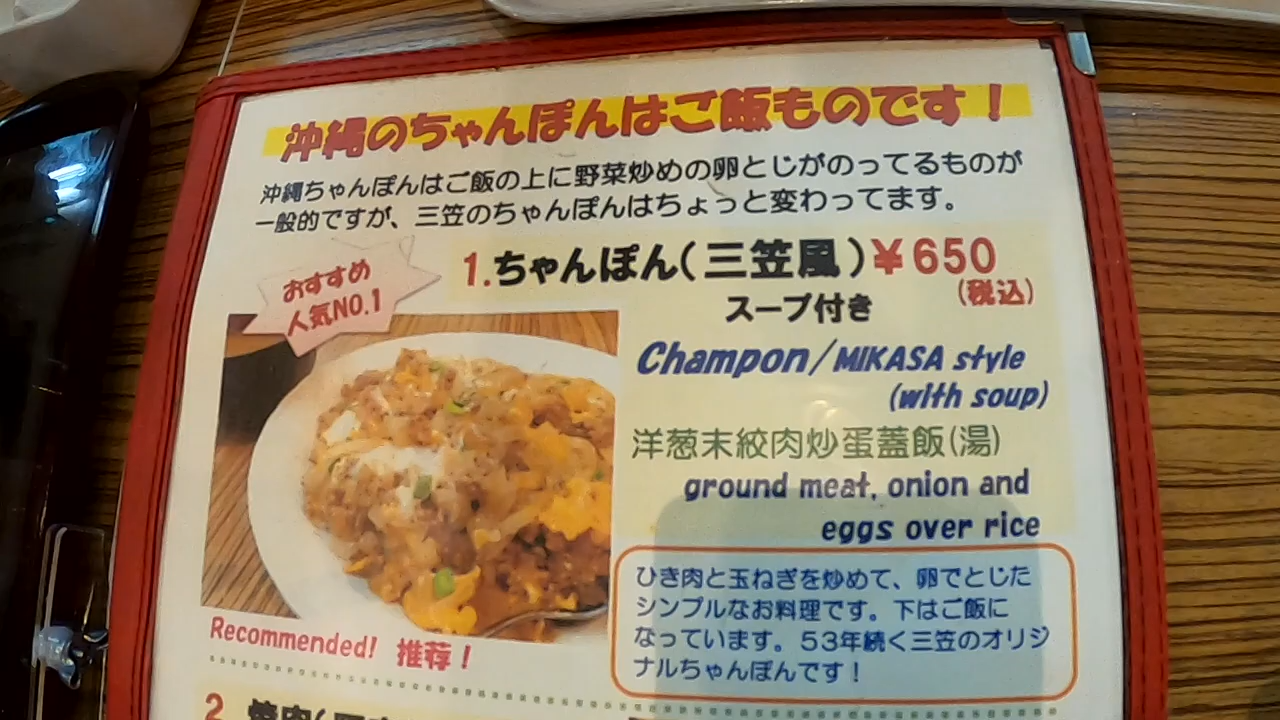 沖縄のちゃんぽんはご飯ものです！
沖縄ちゃんぽんはご飯の上に野菜炒めの卵とじがのってるものが
一般的ですが、三笠のちゃんぽんはちょっと変わってます。
おすすめ
人気NO.1
1.ちゃんぽん(三笠風)¥650
(税込)
スープ付き
Champon/MIKASA style
(with soup)
洋葱末絞肉炒蛋蓋飯(湯)
ground meat, onion and
eggs over rice
ひき肉と玉ねぎを炒めて、卵でとじた
シンプルなお料理です。下はご飯に
なっています。53年続く三笠のオリジ
ナルちゃんぽんです！
Recommended! 推荐！
2